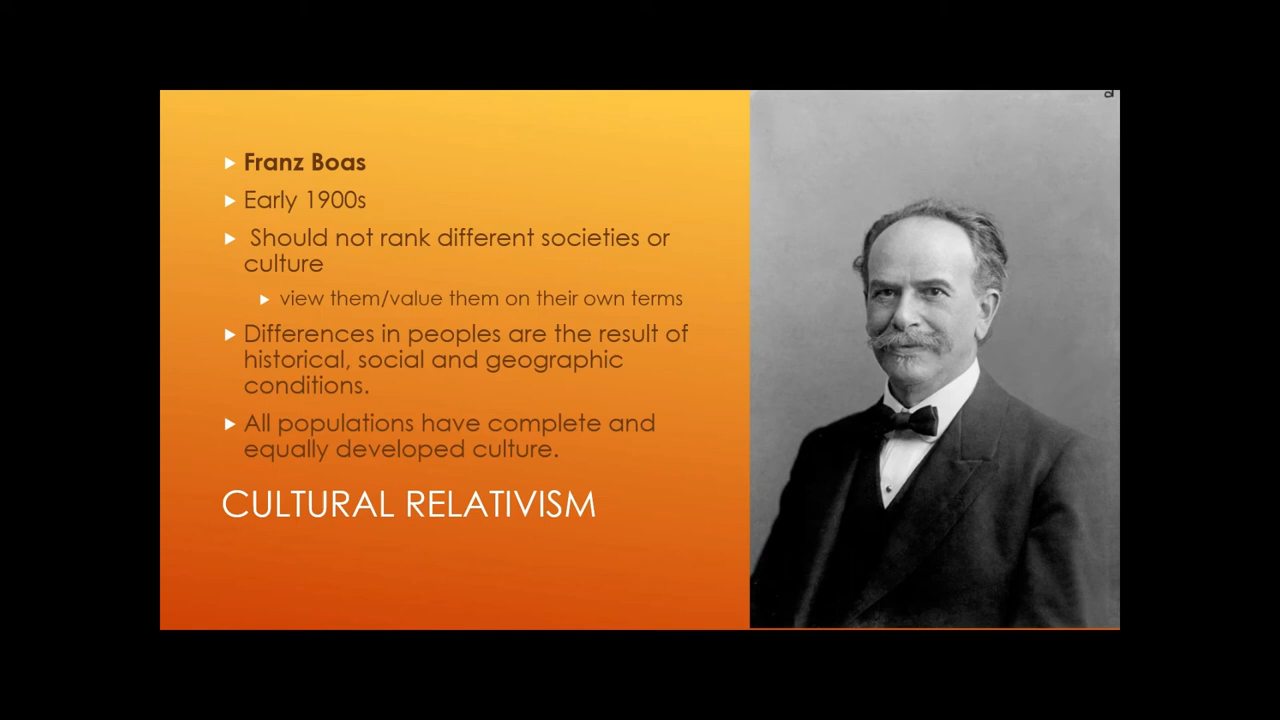 Franz Boas
Early 1900s
Should not rank different societies or
culture
view them/value them on their own terms
Differences in peoples are the result of
historical, social and geographic
conditions.
All populations have complete and
equally developed culture.
CULTURAL RELATIVISM